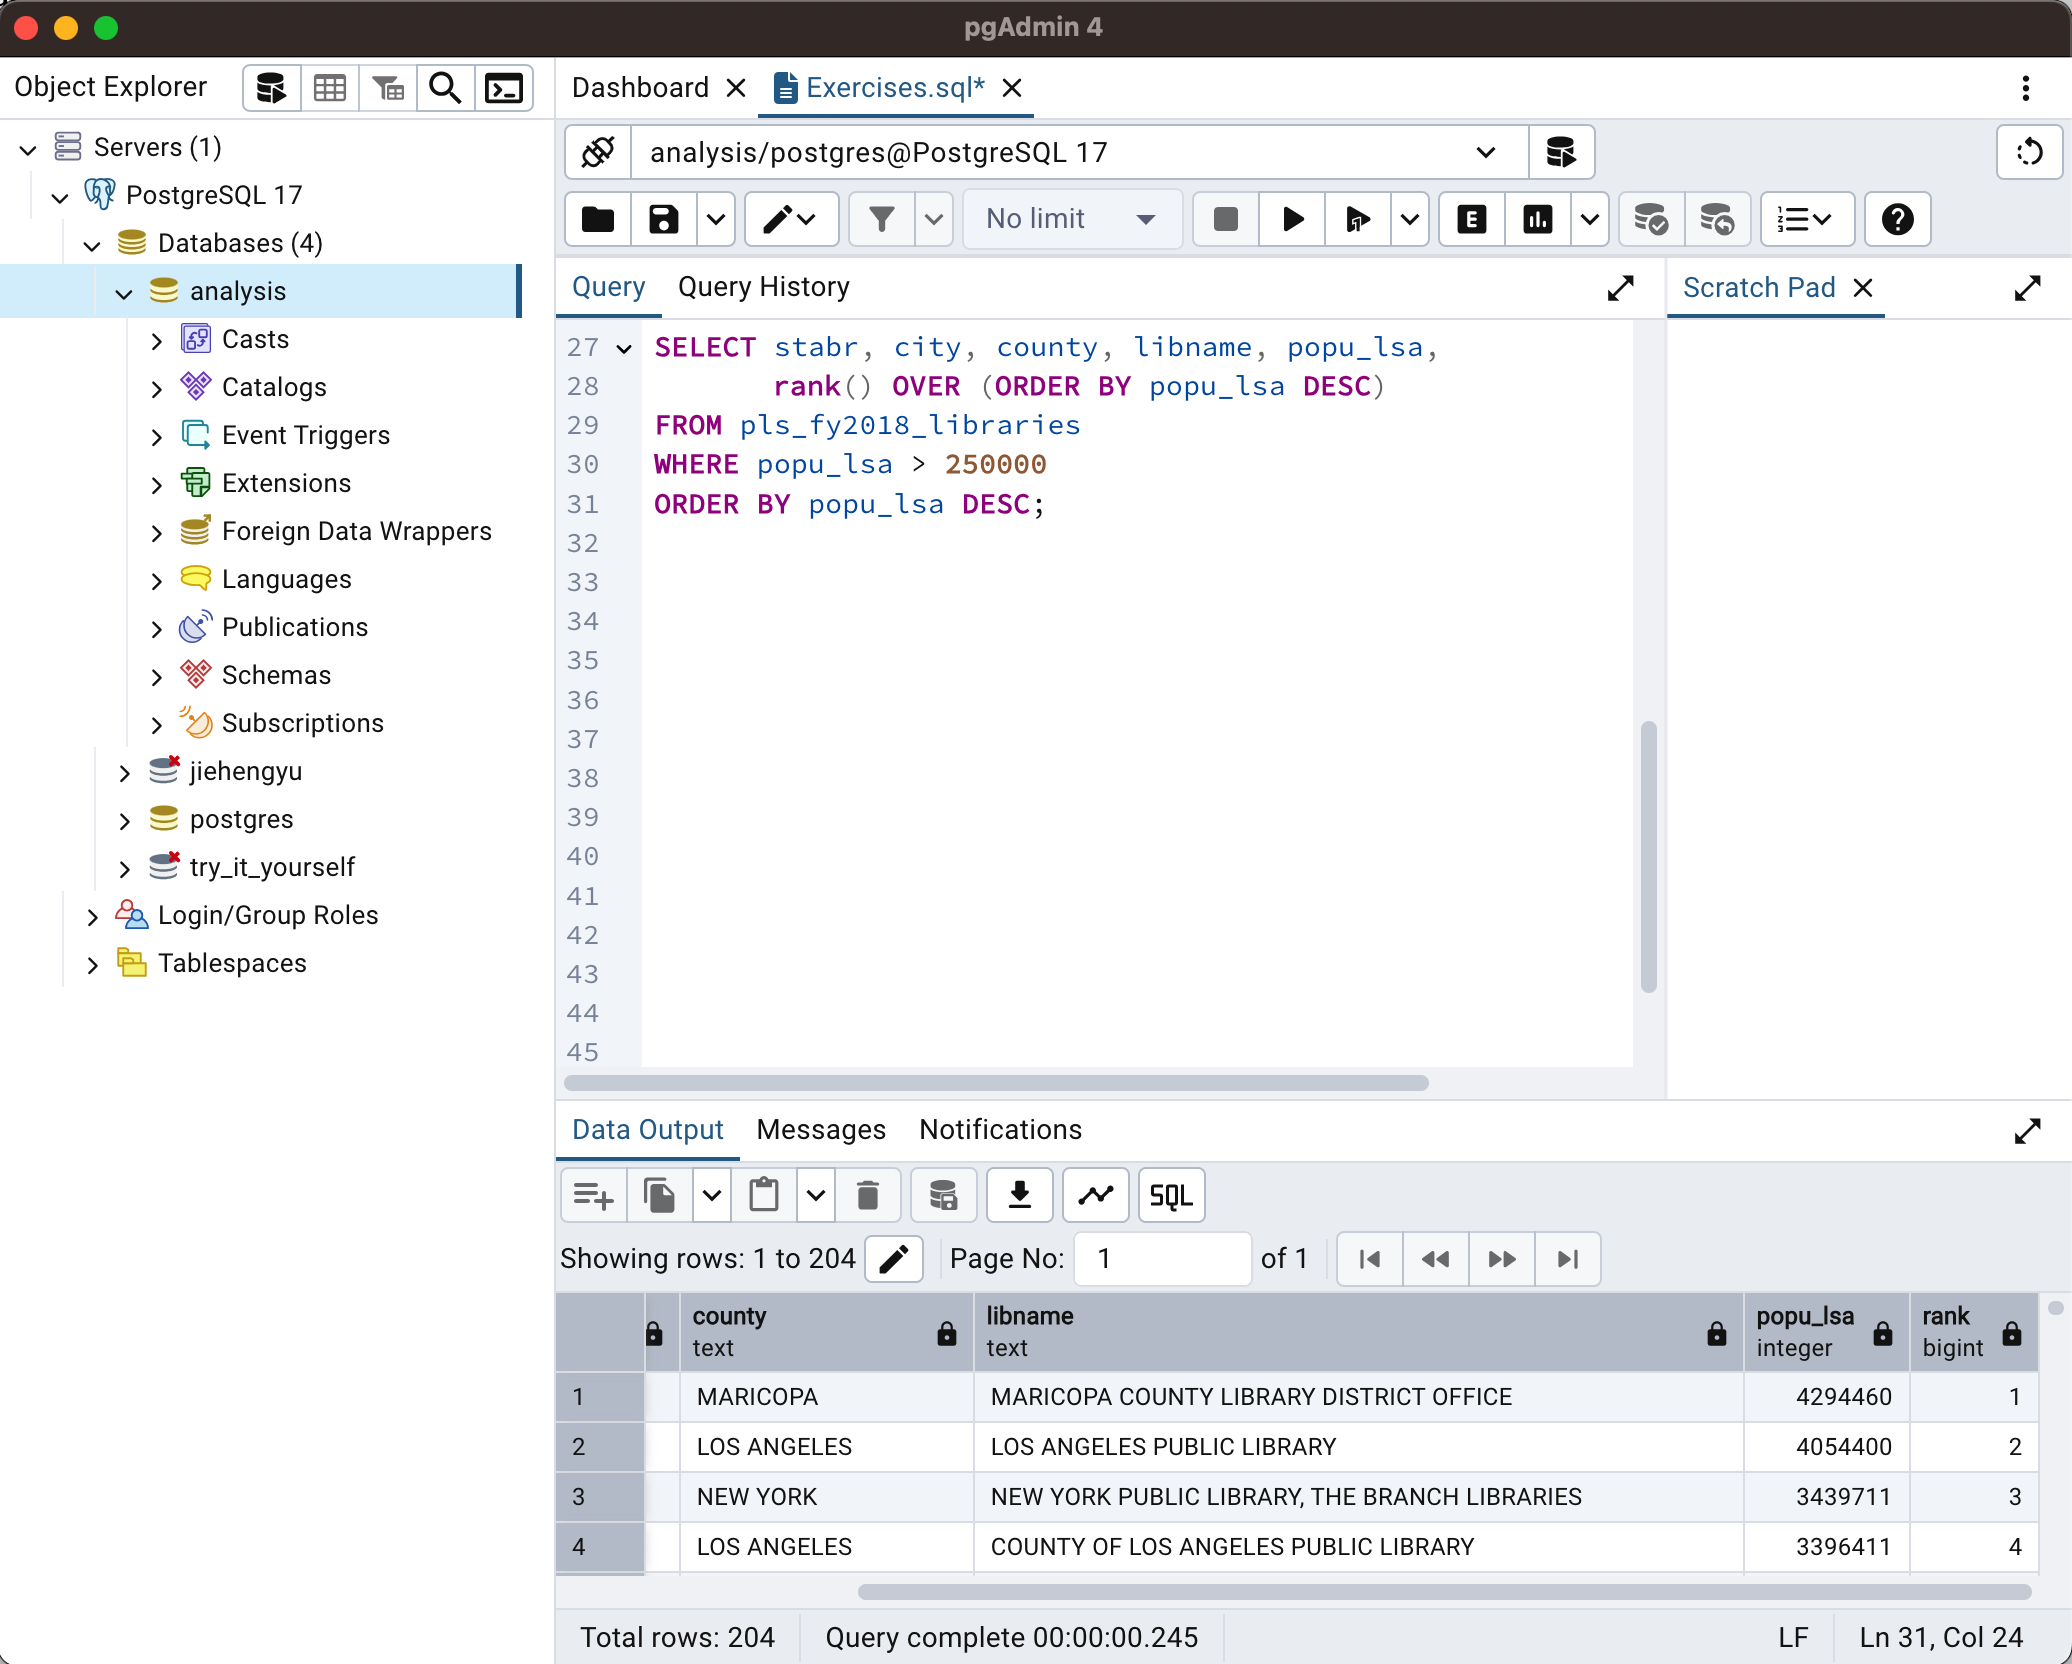 pgAdmin 4
Object Explorer
Servers (1)
PostgreSQL 17
Databases (4)
analysis
Casts
Catalogs
Event Triggers
Extensions
Foreign Data Wrappers
Languages
Publications
Schemas
Subscriptions
jiehengyu
postgres
try_it_yourself
Login/Group Roles
Tablespaces
Dashboard Exercises.sql*
analysis/postgres@PostgreSQL 17
No limit
E
Query Query History
Scratch Pad
27 SELECT stabr, city, county, libname, popu_lsa,
28 rank() OVER (ORDER BY popu_lsa DESC)
29 FROM pls_fy2018_libraries
30 WHERE popu_lsa > 250000
31 ORDER BY popu_lsa DESC;
32
33
34
35
36
37
38
39
40
41
42
43
44
45
Data Output Messages Notifications
SQL
Showing rows: 1 to 204 Page No: 1 of 1
county libname popu_lsa rank
text text integer bigint
1 MARICOPA MARICOPA COUNTY LIBRARY DISTRICT OFFICE 4294460 1
2 LOS ANGELES LOS ANGELES PUBLIC LIBRARY 4054400 2
3 NEW YORK NEW YORK PUBLIC LIBRARY, THE BRANCH LIBRARIES 3439711 3
4 LOS ANGELES COUNTY OF LOS ANGELES PUBLIC LIBRARY 3396411 4
Total rows: 204 Query complete 00:00:00.245 LF Ln 31, Col 24